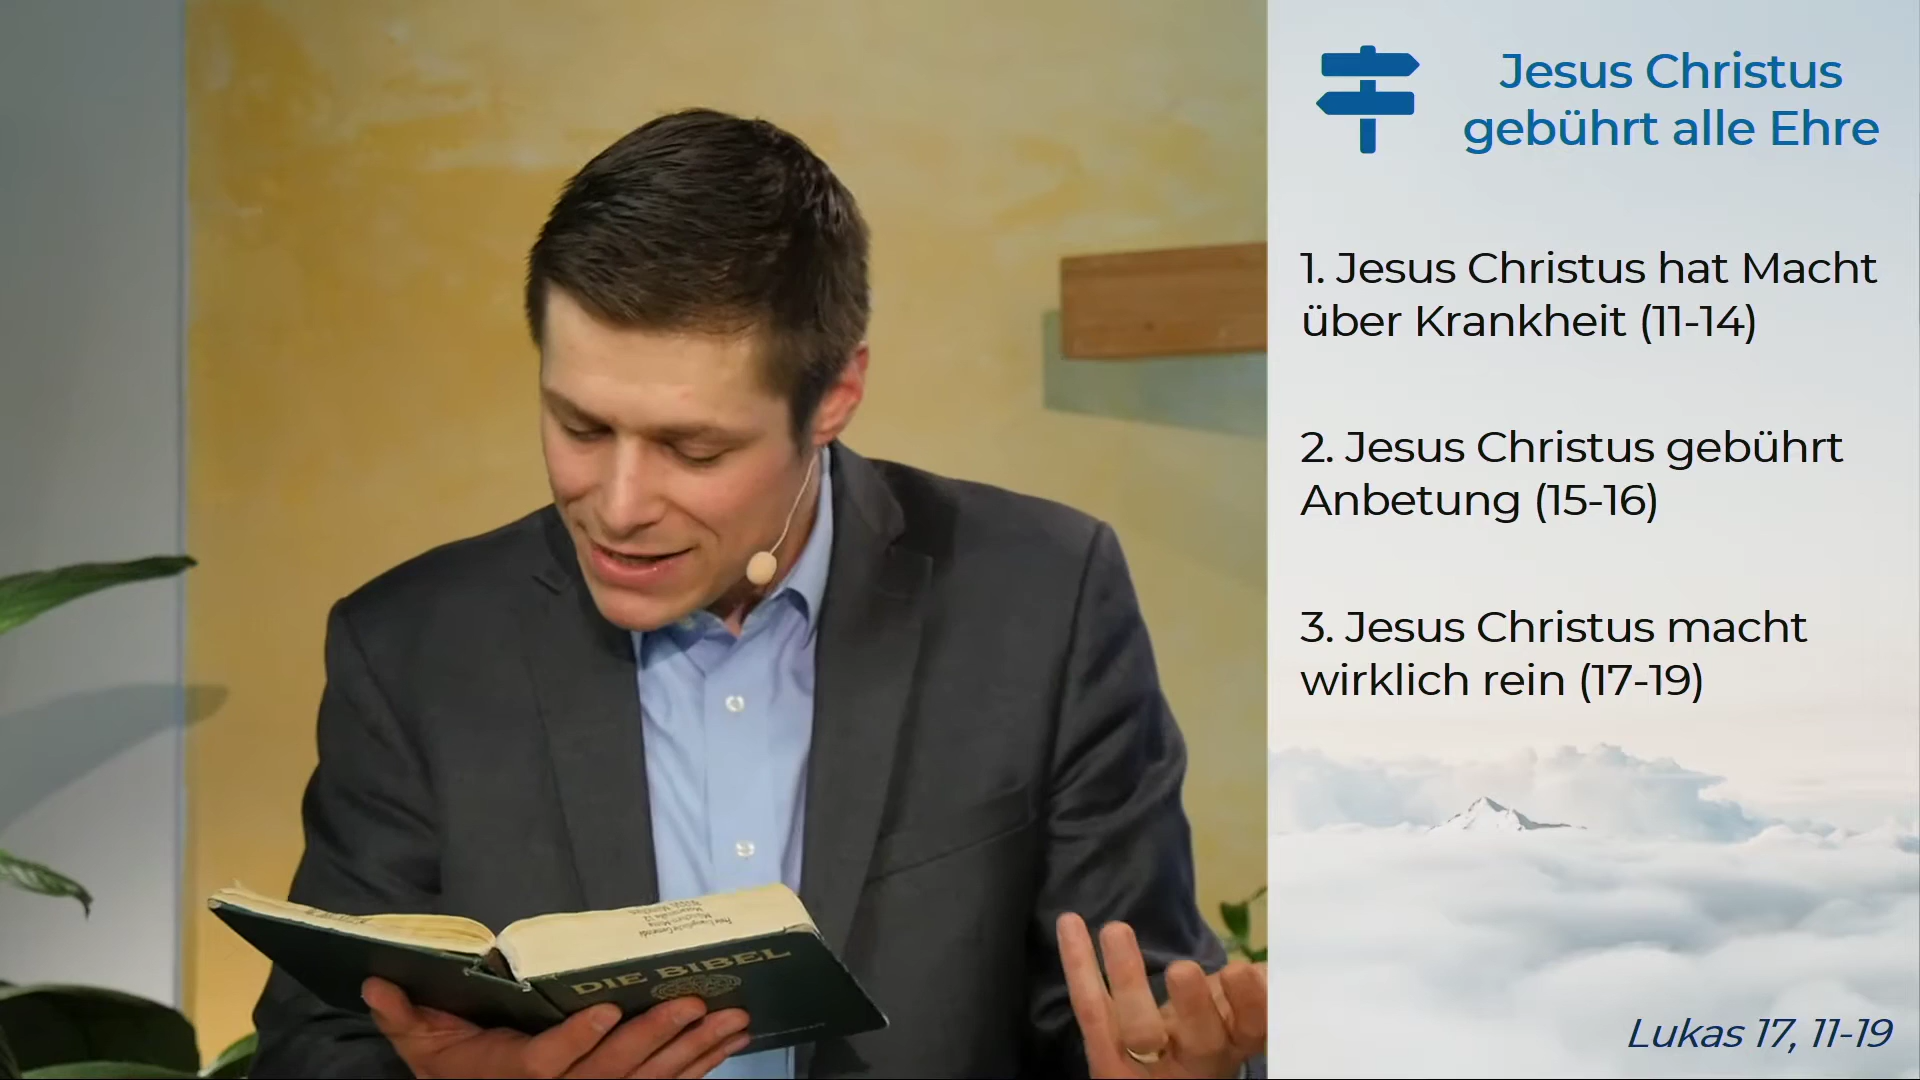 Jesus Christus
gebührt alle Ehre
1. Jesus Christus hat Macht
über Krankheit (11-14)
2. Jesus Christus gebührt
Anbetung (15-16)
3. Jesus Christus macht
wirklich rein (17-19)
Lukas 17, 11-19
DIE BIBEL